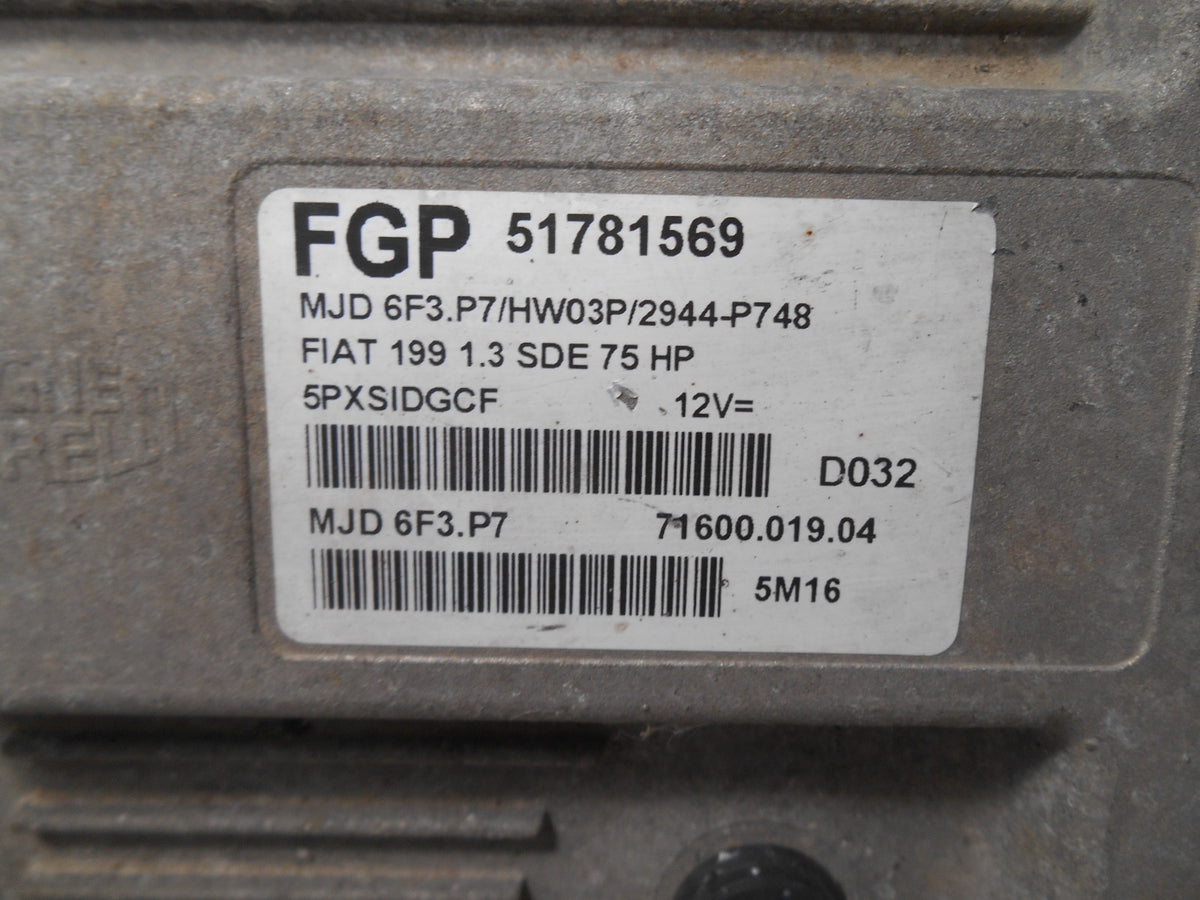 FGP 51781569
MJD 6F3.P7/HW03P/2944-P748
FIAT 199 1.3 SDE 75 HP
5PXSIDGCF 12V=
D032
MJD 6F3.P7 71600.019.04
5M16